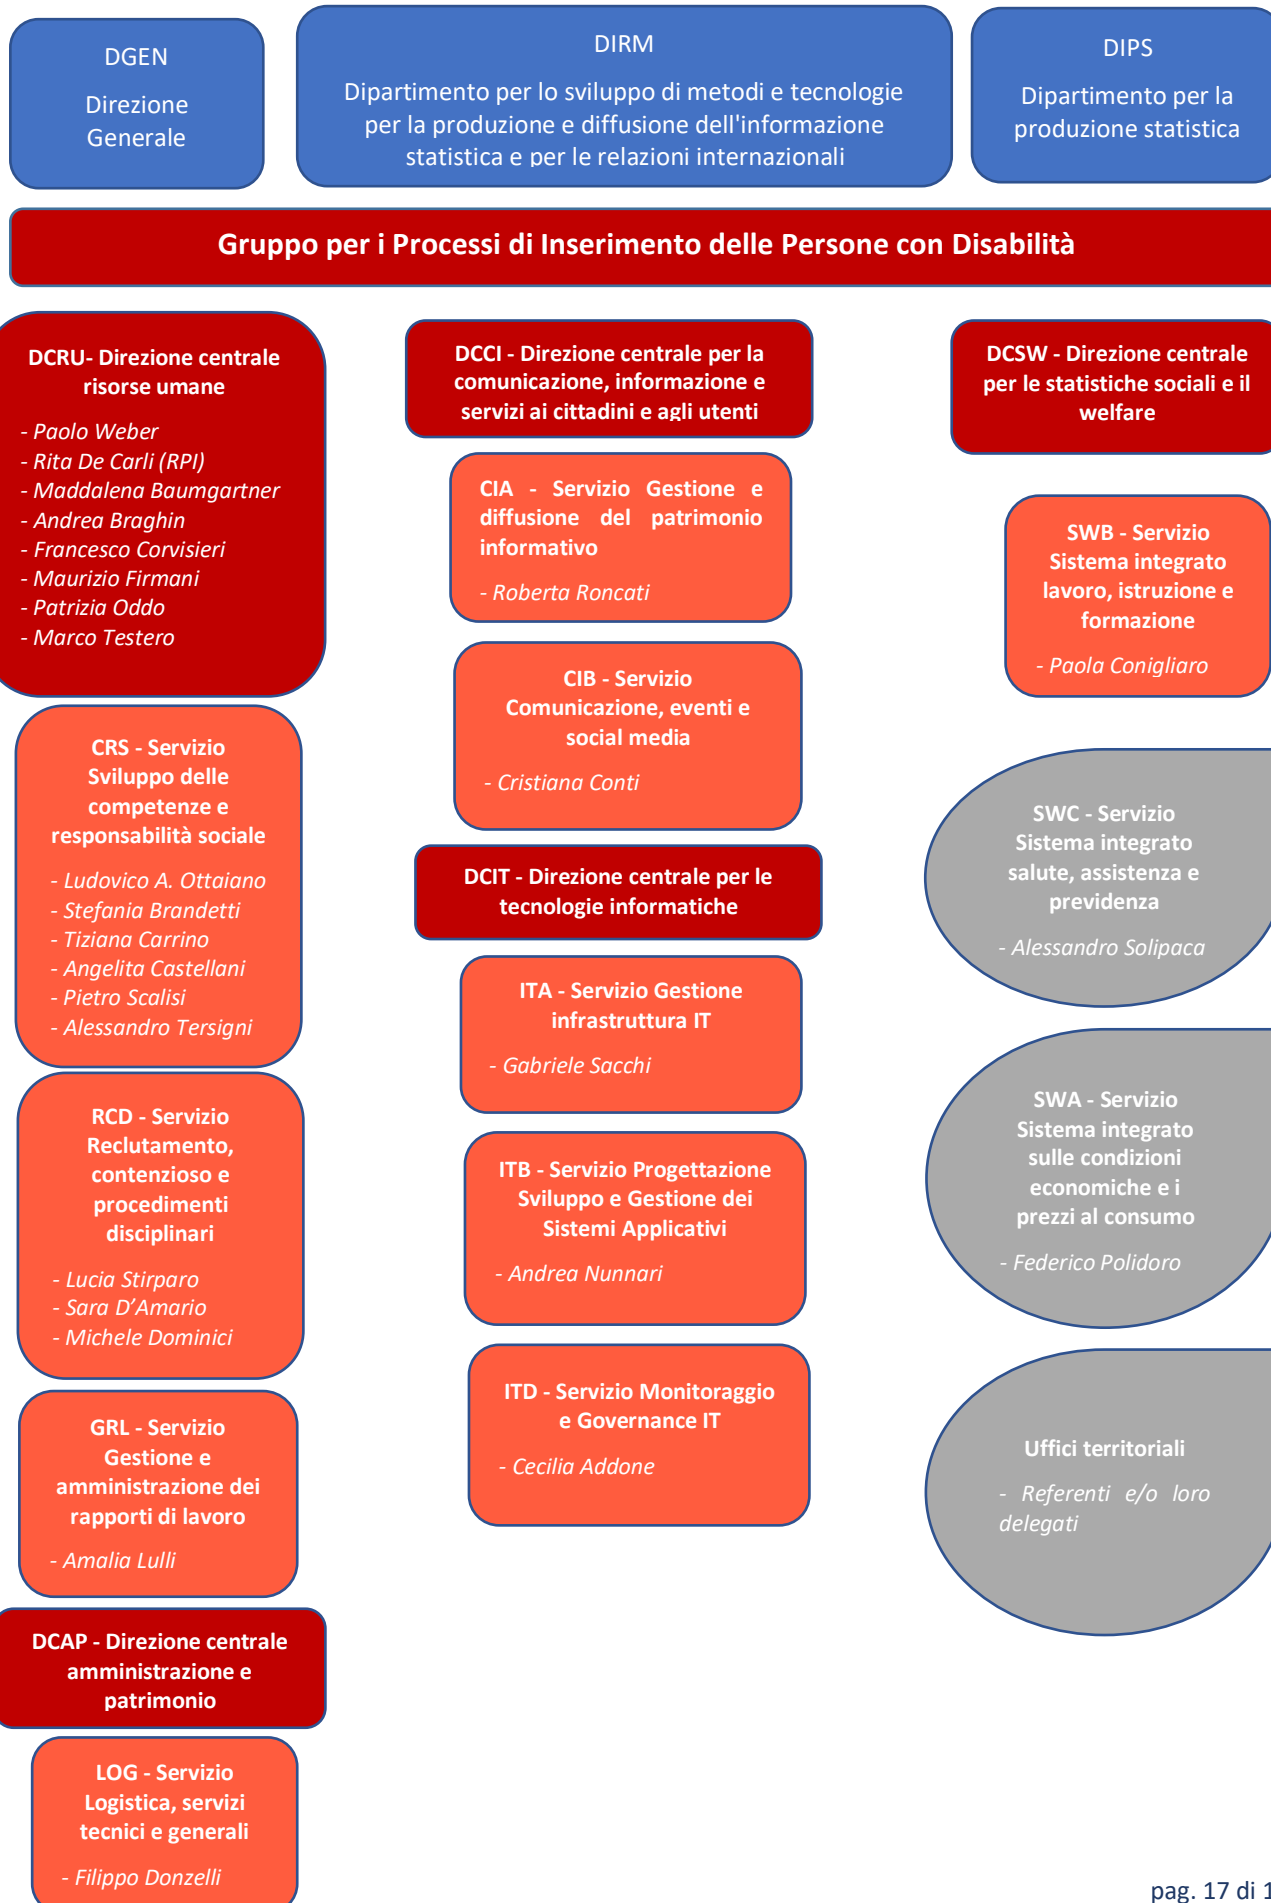 DGEN
Direzione
Generale
DIRM
Dipartimento per lo sviluppo di metodi e tecnologie
per la produzione e diffusione dell'informazione
statistica e per le relazioni internazionali
DIPS
Dipartimento per la
produzione statistica
Gruppo per i Processi di Inserimento delle Persone con Disabilità
DCRU- Direzione centrale
risorse umane
- Paolo Weber
- Rita De Carli (RPI)
- Maddalena Baumgartner
- Andrea Braghin
- Francesco Corvisieri
- Maurizio Firmani
- Patrizia Oddo
- Marco Testero
CRS - Servizio
Sviluppo delle
competenze e
responsabilità sociale
- Ludovico A. Ottaiano
- Stefania Brandetti
- Tiziana Carrino
- Angelita Castellani
- Pietro Scalisi
- Alessandro Tersigni
RCD - Servizio
Reclutamento,
contenzioso e
procedimenti
disciplinari
- Lucia Stirparo
- Sara D’Amario
- Michele Dominici
GRL - Servizio
Gestione e
amministrazione dei
rapporti di lavoro
- Amalia Lulli
DCAP - Direzione centrale
amministrazione e
patrimonio
LOG - Servizio
Logistica, servizi
tecnici e generali
- Filippo Donzelli
DCCI - Direzione centrale per la
comunicazione, informazione e
servizi ai cittadini e agli utenti
CIA - Servizio Gestione e
diffusione del patrimonio
informativo
- Roberta Roncati
CIB - Servizio
Comunicazione, eventi e
social media
- Cristiana Conti
DCIT - Direzione centrale per le
tecnologie informatiche
ITA - Servizio Gestione
infrastruttura IT
- Gabriele Sacchi
ITB - Servizio Progettazione
Sviluppo e Gestione dei
Sistemi Applicativi
- Andrea Nunnari
ITD - Servizio Monitoraggio
e Governance IT
- Cecilia Addone
DCSW - Direzione centrale
per le statistiche sociali e il
welfare
SWB - Servizio
Sistema integrato
lavoro, istruzione e
formazione
- Paola Conigliaro
SWC - Servizio
Sistema integrato
salute, assistenza e
previdenza
- Alessandro Solipaca
SWA - Servizio
Sistema integrato
sulle condizioni
economiche e i
prezzi al consumo
- Federico Polidoro
Uffici territoriali
- Referenti e/o loro
delegati
pag. 17 di 1